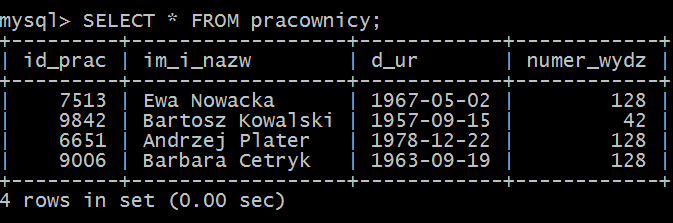 mysql> SELECT * FROM pracownicy;
+---------+------------------+------------+------------+
| id_prac | im_i_nazw        | d_ur       | numer_wydz |
+---------+------------------+------------+------------+
|    7513 | Ewa Nowacka      | 1967-05-02 |        128 |
|    9842 | Bartosz Kowalski | 1957-09-15 |         42 |
|    6651 | Andrzej Plater   | 1978-12-22 |        128 |
|    9006 | Barbara Cetryk   | 1963-09-19 |        128 |
+---------+------------------+------------+------------+
4 rows in set (0.00 sec)